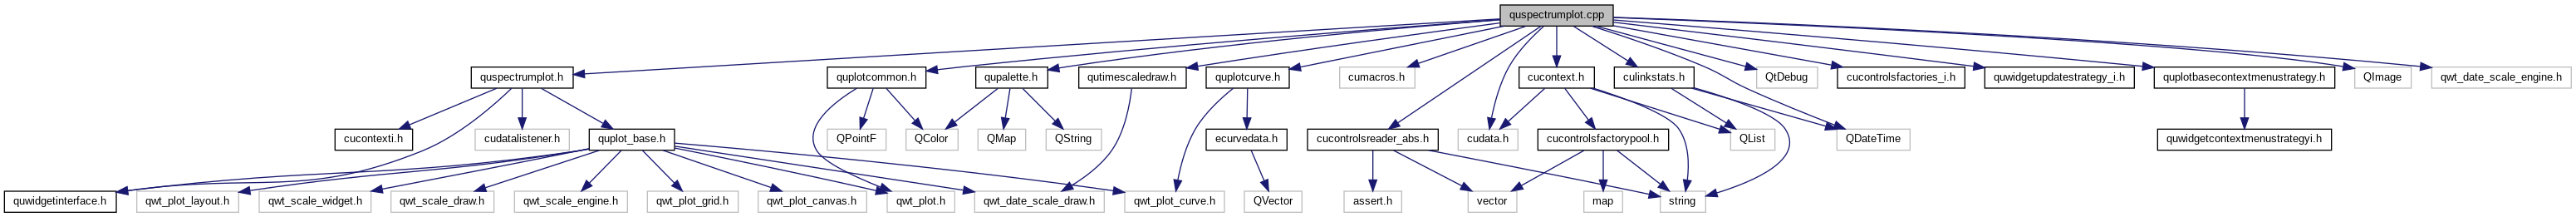 quspectrumplot.cpp
quspectrumplot.h
quplotcommon.h
qupalette.h
qutimescaledraw.h
quplotcurve.h
cumacros.h
cucontext.h
culinkstats.h
QtDebug
cucontrolsfactories_i.h
quwidgetupdatestrategy_i.h
quplotbasecontextmenustrategy.h
QImage
qwt_date_scale_engine.h
cucontexti.h
cudatalistener.h
quplot_base.h
QPointF
QColor
QMap
QString
ecurvedata.h
cucontrolsreader_abs.h
cudata.h
cucontrolsfactorypool.h
QList
QDateTime
quwidgetcontextmenustrategyi.h
quwidgetinterface.h
qwt_plot_layout.h
qwt_scale_widget.h
qwt_scale_draw.h
qwt_scale_engine.h
qwt_plot_grid.h
qwt_plot_canvas.h
qwt_plot.h
qwt_date_scale_draw.h
qwt_plot_curve.h
QVector
assert.h
vector
map
string